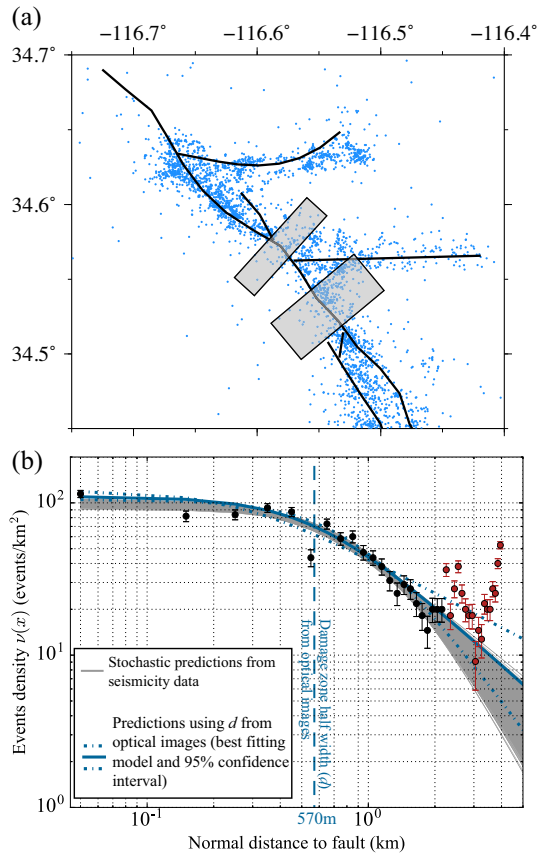 (a)
−116.7° −116.6° −116.5° −116.4°
34.7°
34.6°
34.5°
(b)
10²
10¹
10⁰
Events density ν(x) (events/km²)
Stochastic predictions from
seismicity data
Predictions using d from
optical images (best fitting
model and 95% confidence
interval)
Damage zone half width (d)
from optical images
10⁻¹ 570m 10⁰
Normal distance to fault (km)